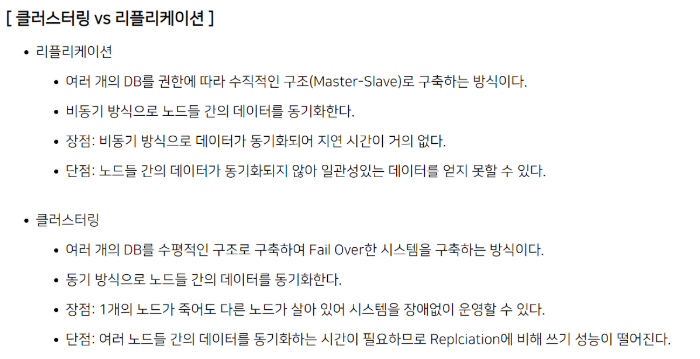 [ 클러스터링 vs 리플리케이션 ]
• 리플리케이션
• 여러 개의 DB를 권한에 따라 수직적인 구조(Master-Slave)로 구축하는 방식이다.
• 비동기 방식으로 노드들 간의 데이터를 동기화한다.
• 장점: 비동기 방식으로 데이터가 동기화되어 지연 시간이 거의 없다.
• 단점: 노드들 간의 데이터가 동기화되지 않아 일관성있는 데이터를 얻지 못할 수 있다.
• 클러스터링
• 여러 개의 DB를 수평적인 구조로 구축하여 Fail Over한 시스템을 구축하는 방식이다.
• 동기 방식으로 노드들 간의 데이터를 동기화한다.
• 장점: 1개의 노드가 죽어도 다른 노드가 살아 있어 시스템을 장애없이 운영할 수 있다.
• 단점: 여러 노드들 간의 데이터를 동기화하는 시간이 필요하므로 Replciation에 비해 쓰기 성능이 떨어진다.